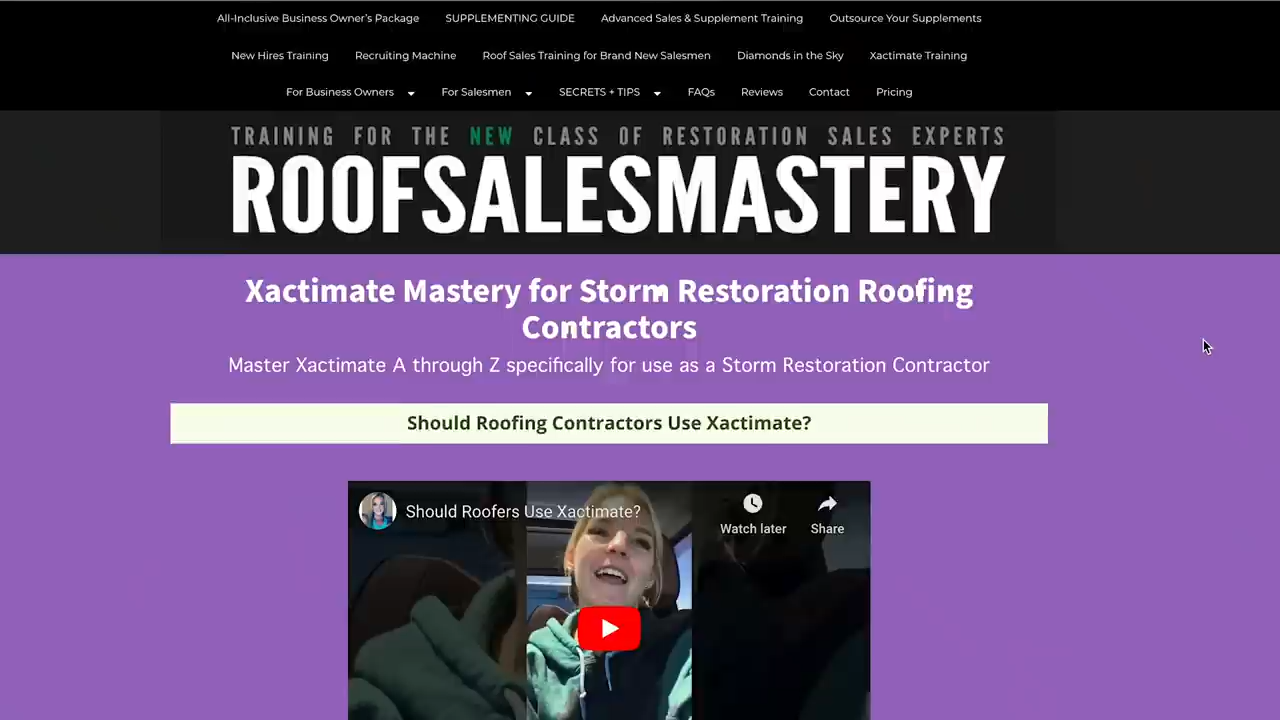 All-Inclusive Business Owner's Package SUPPLEMENTING GUIDE Advanced Sales & Supplement Training Outsource Your Supplements
New Hires Training Recruiting Machine Roof Sales Training for Brand New Salesmen Diamonds in the Sky Xactimate Training
For Business Owners For Salesmen SECRETS + TIPS FAQs Reviews Contact Pricing
TRAINING FOR THE NEW CLASS OF RESTORATION SALES EXPERTS
ROOFSALESMASTERY
Xactimate Mastery for Storm Restoration Roofing
Contractors
Master Xactimate A through Z specifically for use as a Storm Restoration Contractor
Should Roofing Contractors Use Xactimate?
Should Roofers Use Xactimate?
Watch later Share